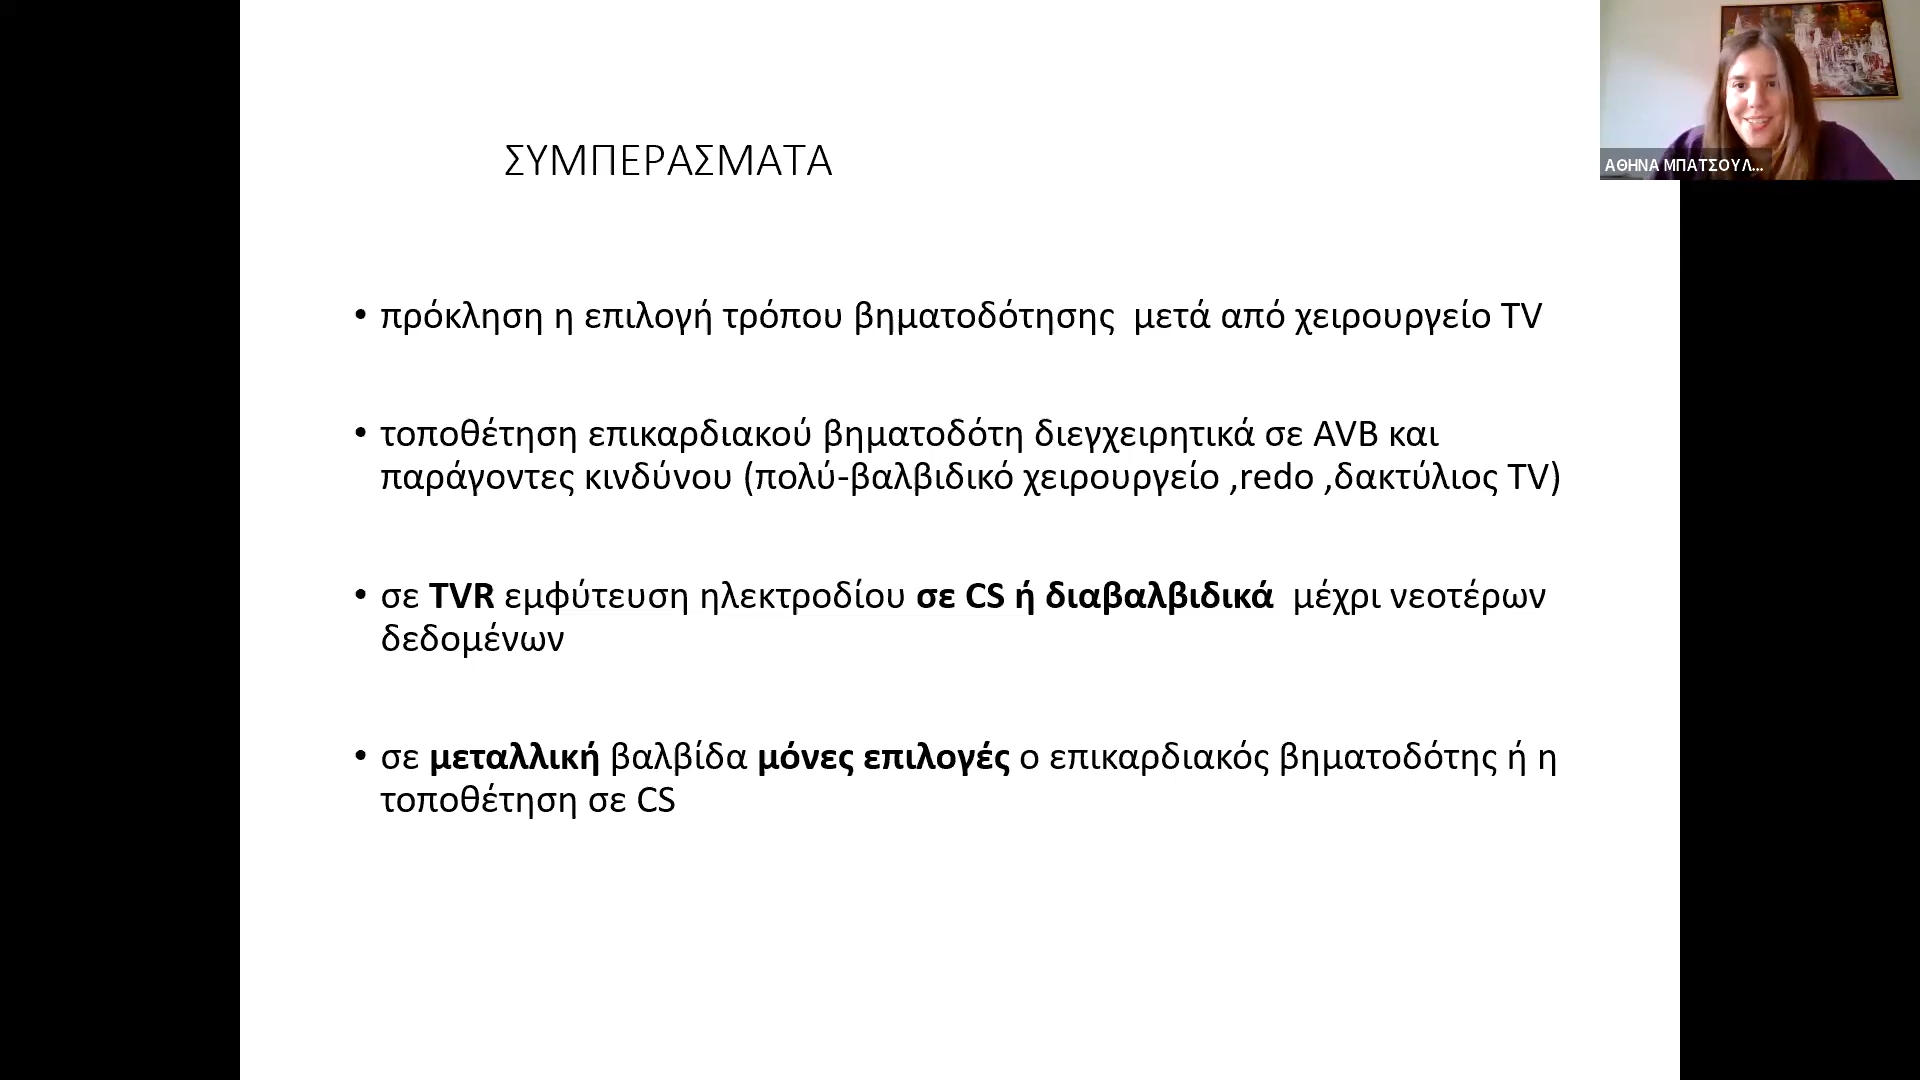 ΣΥΜΠΕΡΑΣΜΑΤΑ
• πρόκληση η επιλογή τρόπου βηματοδότησης μετά από χειρουργείο TV
• τοποθέτηση επικαρδιακού βηματοδότη διεγχειρητικά σε AVB και
παράγοντες κινδύνου (πολύ-βαλβιδικό χειρουργείο ,redo ,δακτύλιος TV)
• σε TVR εμφύτευση ηλεκτροδίου σε CS ή διαβαλβιδικά μέχρι νεοτέρων
δεδομένων
• σε μεταλλική βαλβίδα μόνες επιλογές ο επικαρδιακός βηματοδότης ή η
τοποθέτηση σε CS
ΑΘΗΝΑ ΜΠΑΤΣΟΥΛ...